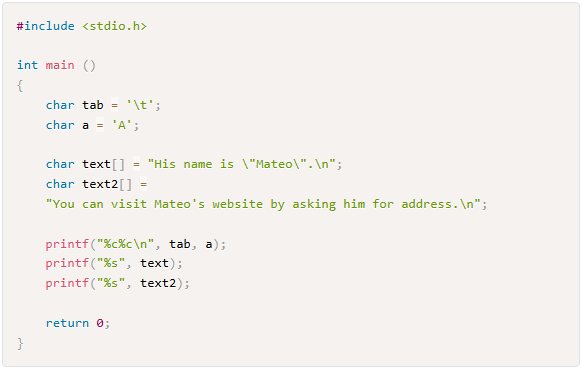 #include <stdio.h>

int main ()
{
    char tab = '\t';
    char a = 'A';

    char text[] = "His name is \"Mateo\".\n";
    char text2[] =
    "You can visit Mateo's website by asking him for address.\n";

    printf("%c%c\n", tab, a);
    printf("%s", text);
    printf("%s", text2);

    return 0;
}